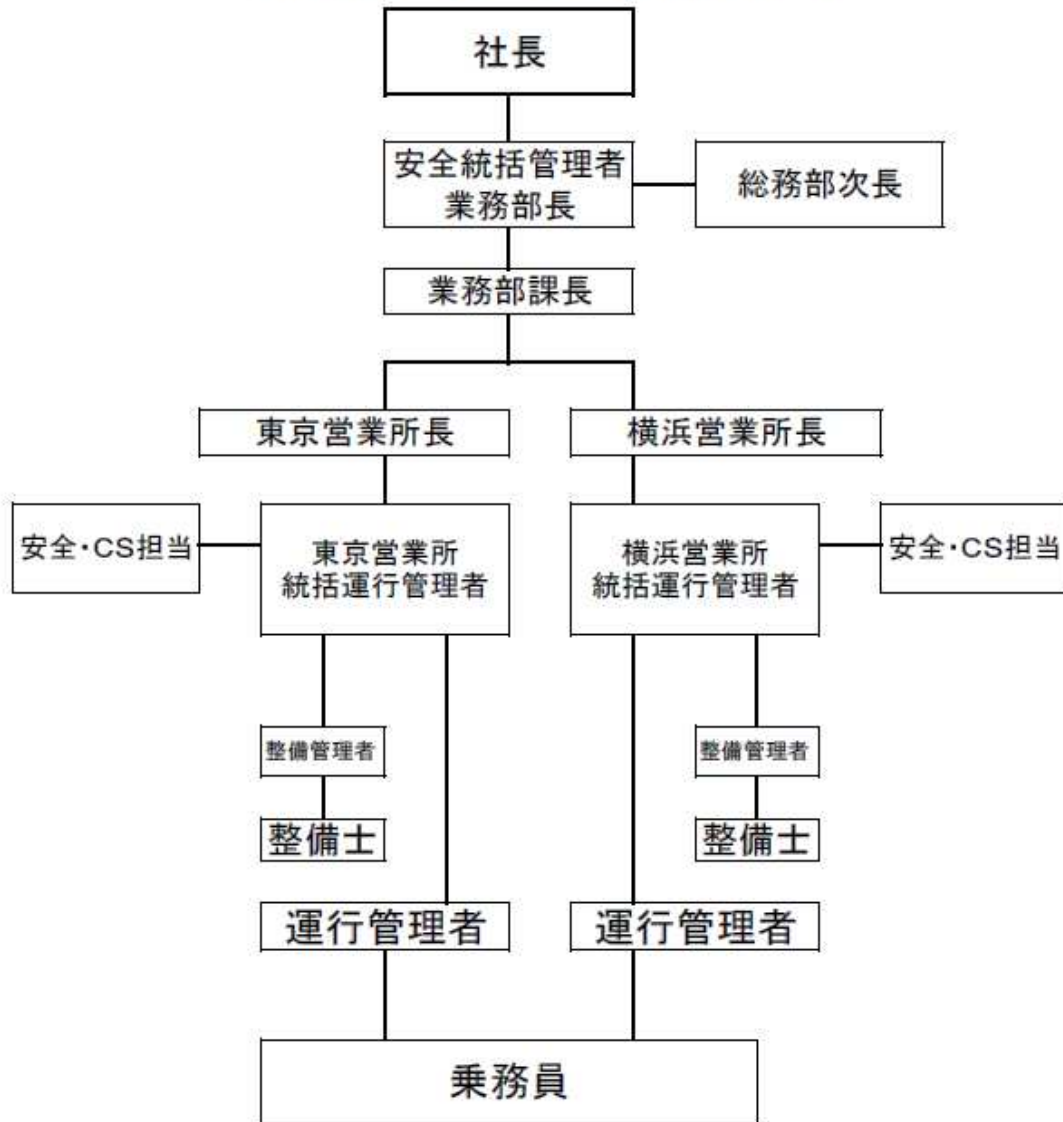 社長
安全統括管理者
業務部長
総務部次長
業務部課長
東京営業所長
横浜営業所長
安全・CS担当
東京営業所
統括運行管理者
横浜営業所
統括運行管理者
安全・CS担当
整備管理者
整備管理者
整備士
整備士
運行管理者
運行管理者
乗務員